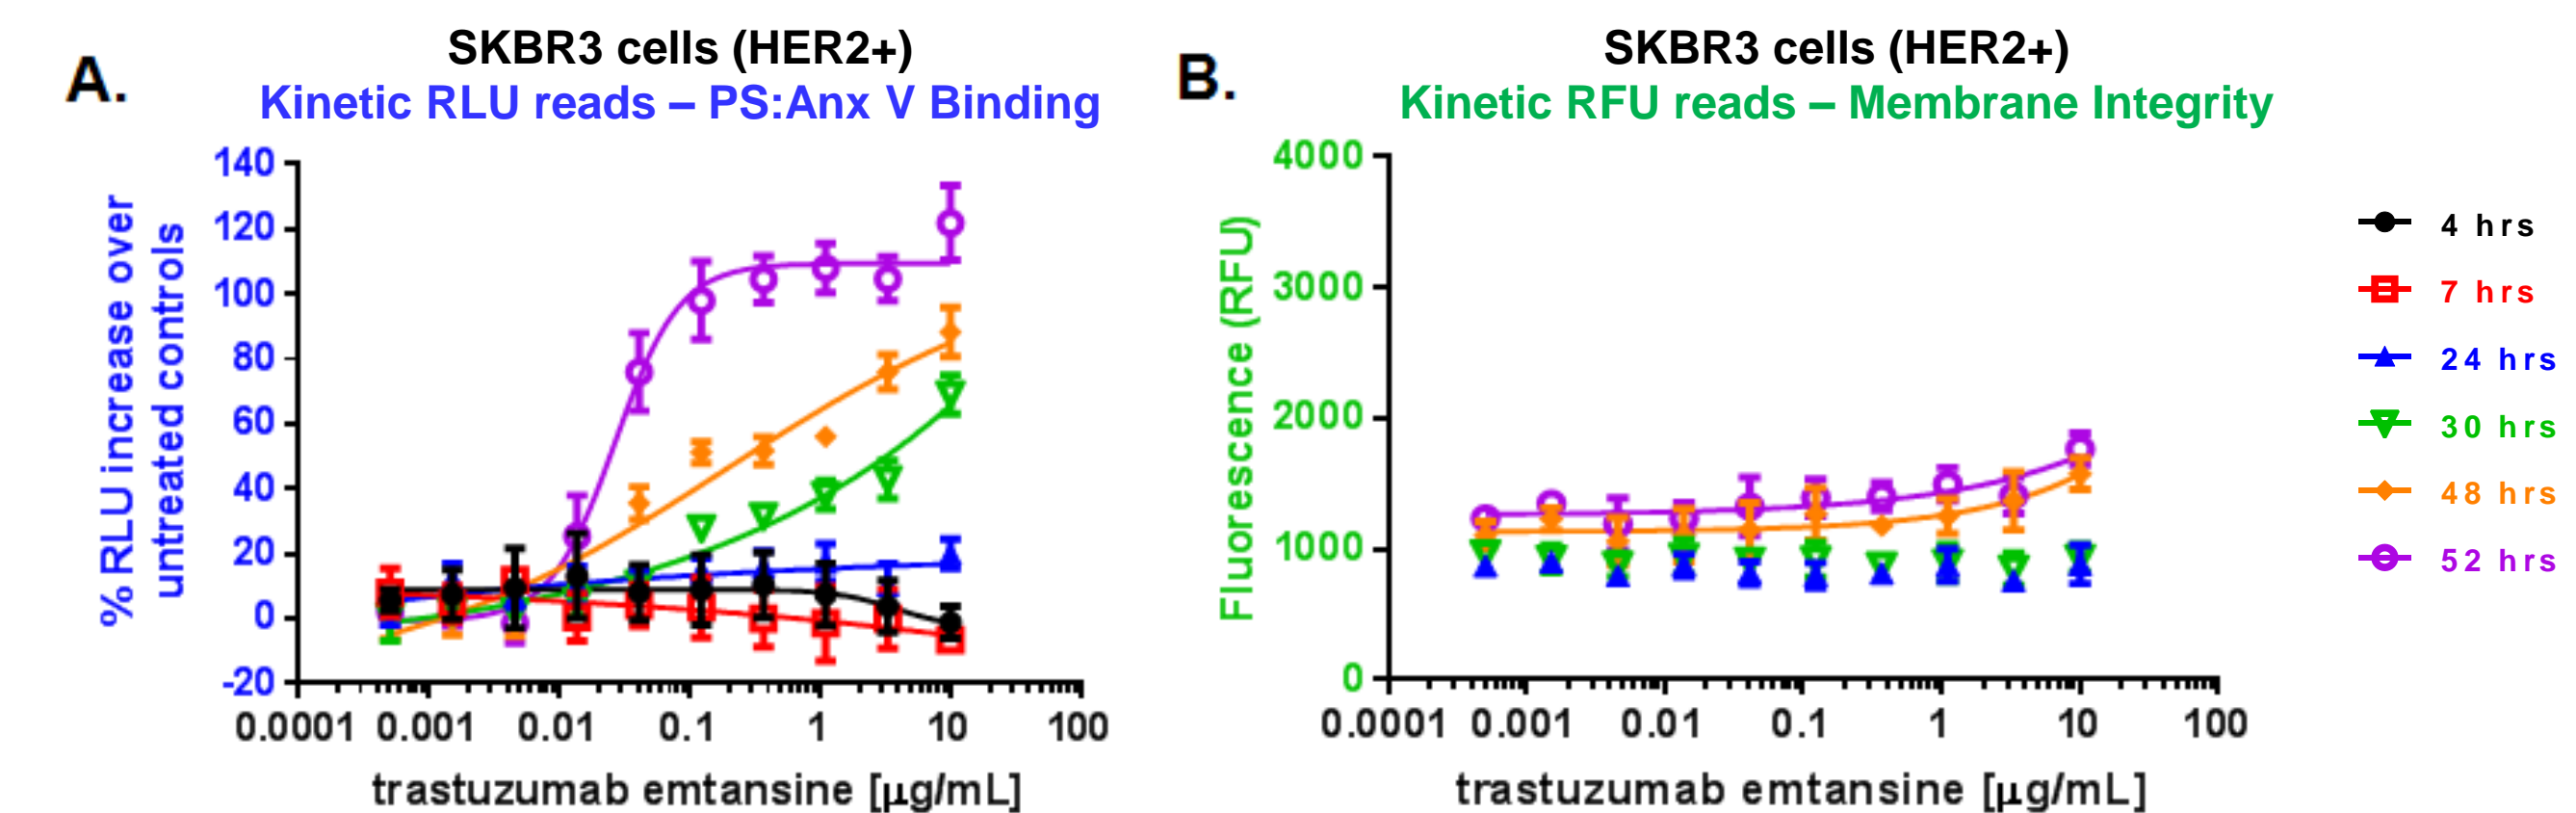 A.
SKBR3 cells (HER2+)
Kinetic RLU reads – PS:Anx V Binding
% RLU increase over
untreated controls
140
120
100
80
60
40
20
0
-20
0.0001 0.001 0.01 0.1 1 10 100
trastuzumab emtansine [µg/mL]
B.
SKBR3 cells (HER2+)
Kinetic RFU reads – Membrane Integrity
Fluorescence (RFU)
4000
3000
2000
1000
0
0.0001 0.001 0.01 0.1 1 10 100
trastuzumab emtansine [µg/mL]
4 hrs
7 hrs
24 hrs
30 hrs
48 hrs
52 hrs